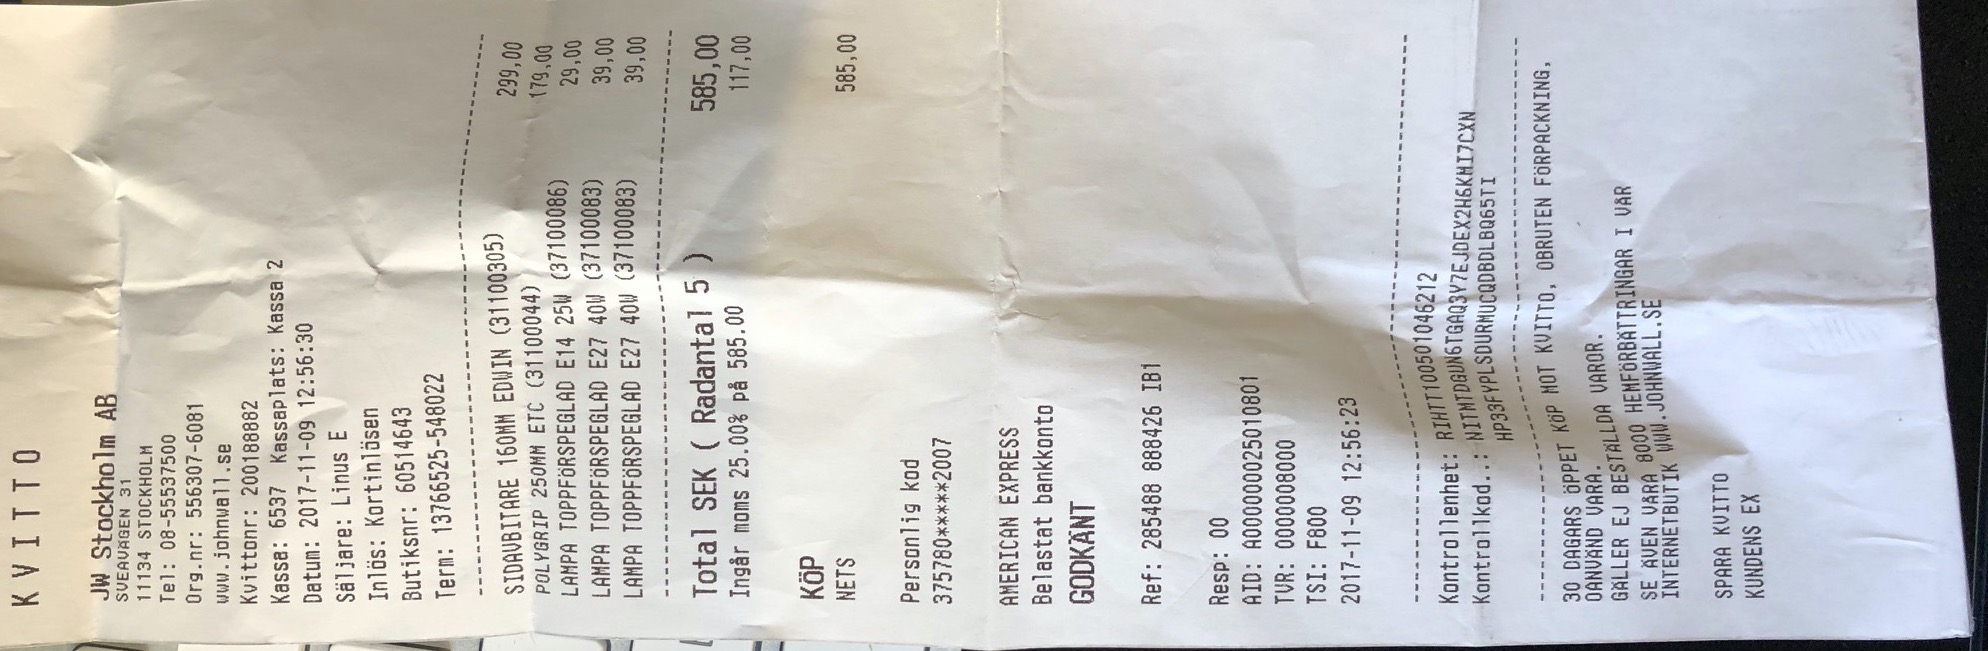 KVITTO
JW Stockholm AB
SVEAVÄGEN 31
11134 STOCKHOLM
Tel: 08-55537500
Org.nr: 556307-6081
www.johnwall.se
Kvittonr: 200188882
Kassa: 6537 Kassaplats: Kassa 2
Datum: 2017-11-09 12:56:30
Säljare: Linus E
Inlös: Kortinlösen
Butiksnr: 60514643
Term: 13766525-548022
SIDAVBITARE 160MM EDWIN (31100305) 299,00
POLYGRIP 250MM ETC (31100044) 179,00
LAMPA TOPPFÖRSPEGLAD E14 25W (37100086) 29,00
LAMPA TOPPFÖRSPEGLAD E27 40W (37100083) 39,00
LAMPA TOPPFÖRSPEGLAD E27 40W (37100083) 39,00
Total SEK ( Radantal 5 ) 585,00
Ingår moms 25.00% på 585.00 117,00
KÖP
NETS 585,00
Personlig kod
375780*****2007
AMERICAN EXPRESS
Belastat bankkonto
GODKÄNT
Ref: 285488 888426 IB1
Resp: 00
AID: A000000025010801
TVR: 0000008000
TSI: F800
2017-11-09 12:56:23
Kontrollenhet: RIHTT100501046212
Kontrollkod..: NITMTDGUN6TGAQ3Y7EJDEX2H6KMI7CXN
HP33FYPLSDURMUCQDBDLBQ65TI
30 DAGARS ÖPPET KÖP MOT KVITTO, OBRUTEN FÖRPACKNING,
OANVÄND VARA.
GÄLLER EJ BESTÄLLDA VAROR.
SE ÄVEN VÅRA 8000 HEMFÖRBÄTTRINGAR I VÅR
INTERNETBUTIK WWW.JOHNWALL.SE
SPARA KVITTO
KUNDENS EX